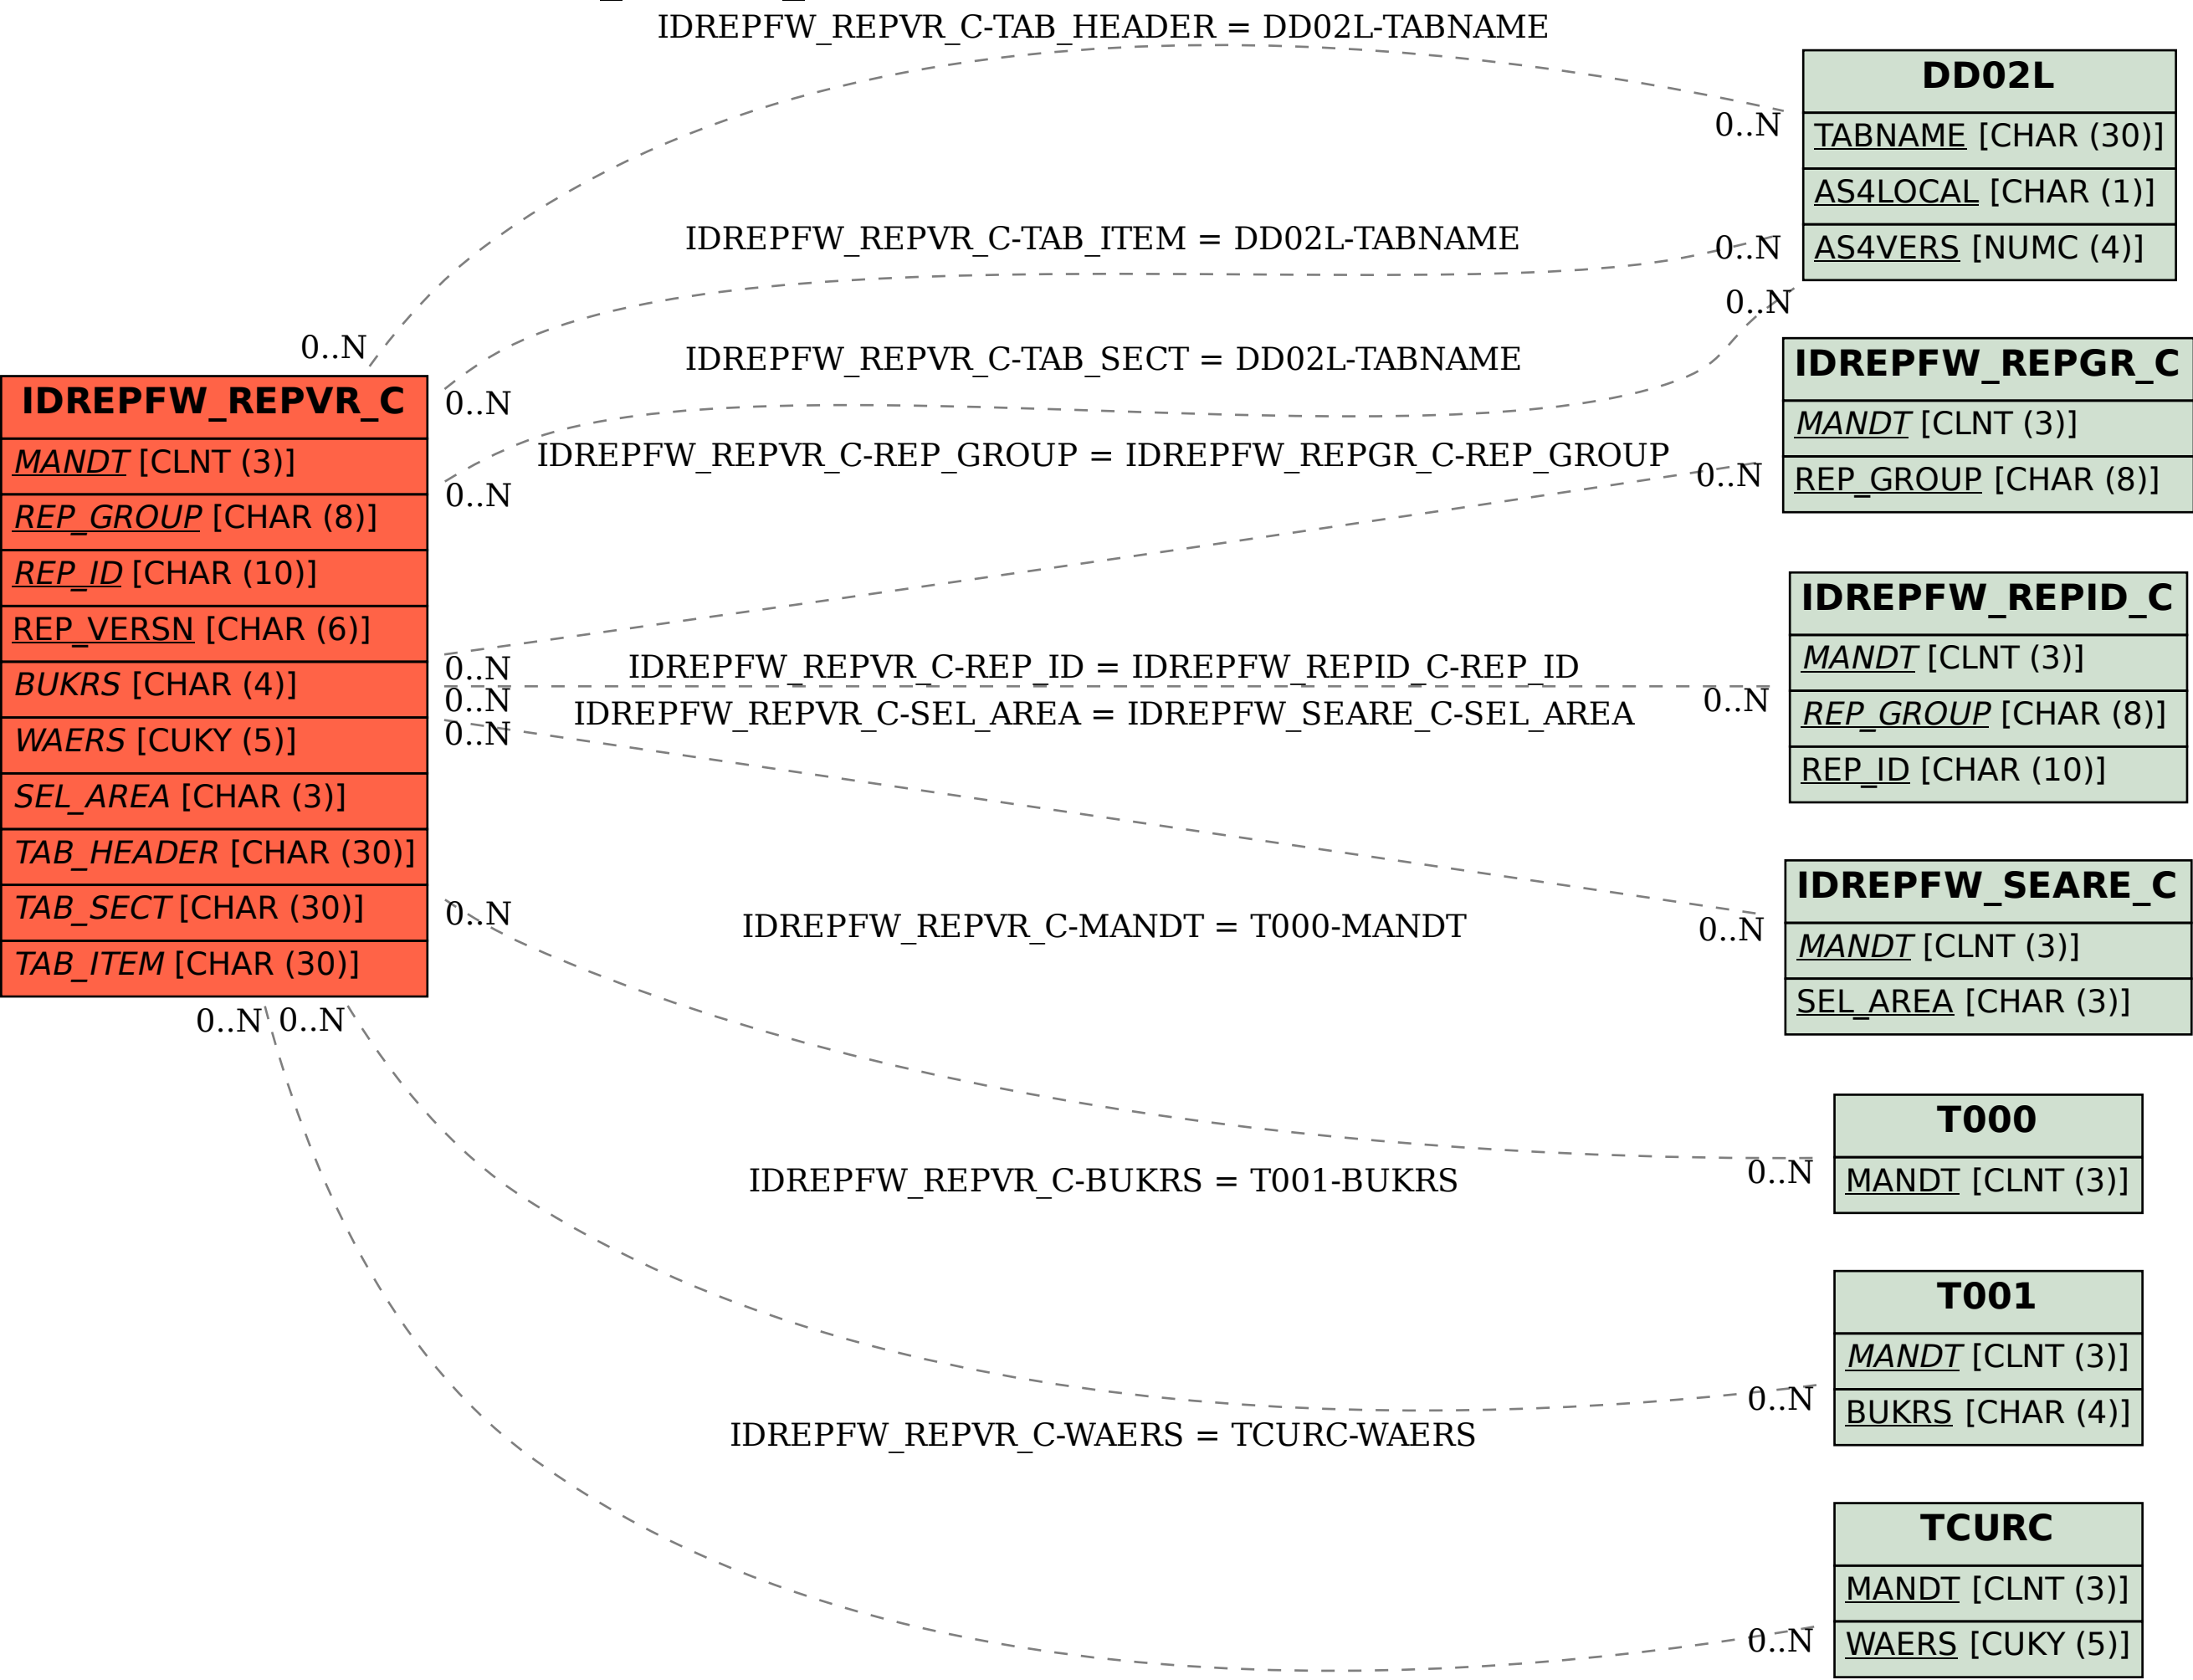 IDREPFW_REPVR_C-TAB_HEADER = DD02L-TABNAME
0..N
0..N
IDREPFW_REPVR_C-TAB_ITEM = DD02L-TABNAME
0..N
0..N
IDREPFW_REPVR_C-TAB_SECT = DD02L-TABNAME
0..N
0..N
IDREPFW_REPVR_C-REP_GROUP = IDREPFW_REPGR_C-REP_GROUP
0..N
0..N
IDREPFW_REPVR_C-REP_ID = IDREPFW_REPID_C-REP_ID
0..N
0..N
IDREPFW_REPVR_C-SEL_AREA = IDREPFW_SEARE_C-SEL_AREA
0..N
0..N
IDREPFW_REPVR_C-MANDT = T000-MANDT
0..N
0..N
IDREPFW_REPVR_C-BUKRS = T001-BUKRS
0..N
0..N
IDREPFW_REPVR_C-WAERS = TCURC-WAERS
0..N
0..N
IDREPFW_REPVR_C
MANDT [CLNT (3)]
REP_GROUP [CHAR (8)]
REP_ID [CHAR (10)]
REP_VERSN [CHAR (6)]
BUKRS [CHAR (4)]
WAERS [CUKY (5)]
SEL_AREA [CHAR (3)]
TAB_HEADER [CHAR (30)]
TAB_SECT [CHAR (30)]
TAB_ITEM [CHAR (30)]
DD02L
TABNAME [CHAR (30)]
AS4LOCAL [CHAR (1)]
AS4VERS [NUMC (4)]
IDREPFW_REPGR_C
MANDT [CLNT (3)]
REP_GROUP [CHAR (8)]
IDREPFW_REPID_C
MANDT [CLNT (3)]
REP_GROUP [CHAR (8)]
REP_ID [CHAR (10)]
IDREPFW_SEARE_C
MANDT [CLNT (3)]
SEL_AREA [CHAR (3)]
T000
MANDT [CLNT (3)]
T001
MANDT [CLNT (3)]
BUKRS [CHAR (4)]
TCURC
MANDT [CLNT (3)]
WAERS [CUKY (5)]